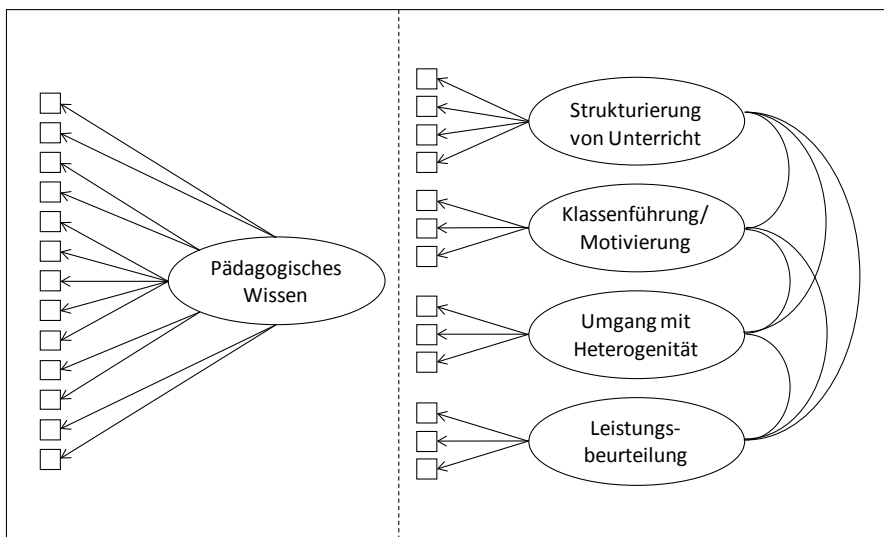 Pädagogisches
Wissen
Strukturierung
von Unterricht
Klassenführung/
Motivierung
Umgang mit
Heterogenität
Leistungs-
beurteilung